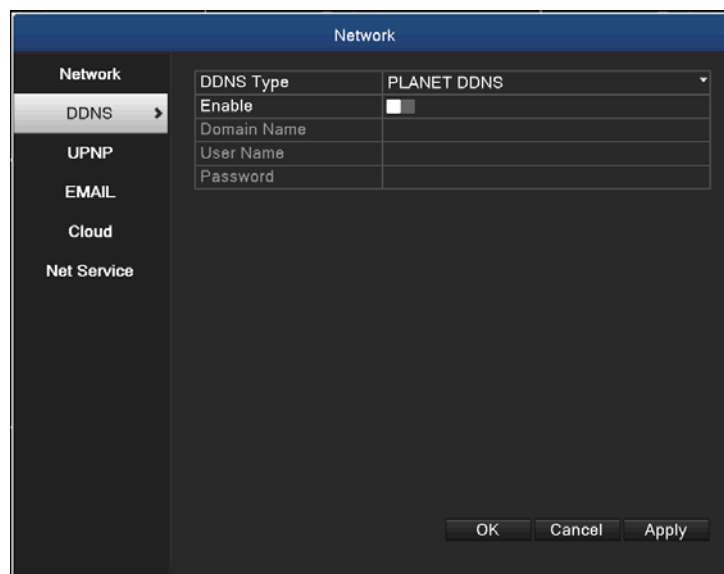 Network
Network
DDNS
UPNP
EMAIL
Cloud
Net Service
DDNS Type PLANET DDNS
Enable
Domain Name
User Name
Password
OK Cancel Apply